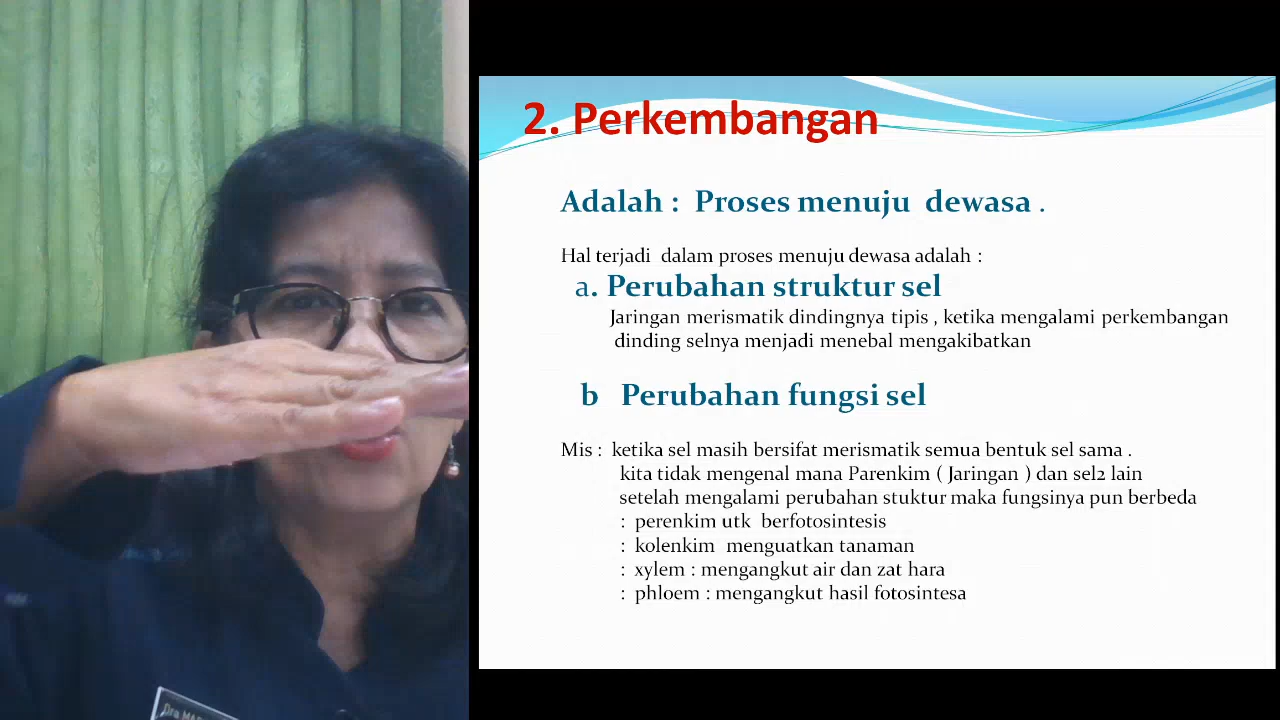 2. Perkembangan
Adalah : Proses menuju dewasa .
Hal terjadi dalam proses menuju dewasa adalah :
a. Perubahan struktur sel
Jaringan merismatik dindingnya tipis , ketika mengalami perkembangan
dinding selnya menjadi menebal mengakibatkan
b Perubahan fungsi sel
Mis : ketika sel masih bersifat merismatik semua bentuk sel sama .
kita tidak mengenal mana Parenkim ( Jaringan ) dan sel2 lain
setelah mengalami perubahan stuktur maka fungsinya pun berbeda
: perenkim utk berfotosintesis
: kolenkim menguatkan tanaman
: xylem : mengangkut air dan zat hara
: phloem : mengangkut hasil fotosintesa
Dra